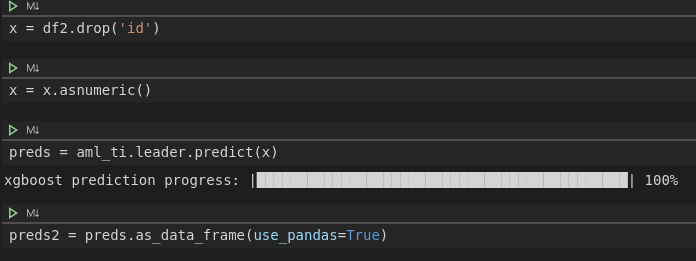 M↓
x = df2.drop('id')
M↓
x = x.asnumeric()
M↓
preds = aml_ti.leader.predict(x)
xgboost prediction progress: |████████████████████████████████████████████| 100%
M↓
preds2 = preds.as_data_frame(use_pandas=True)